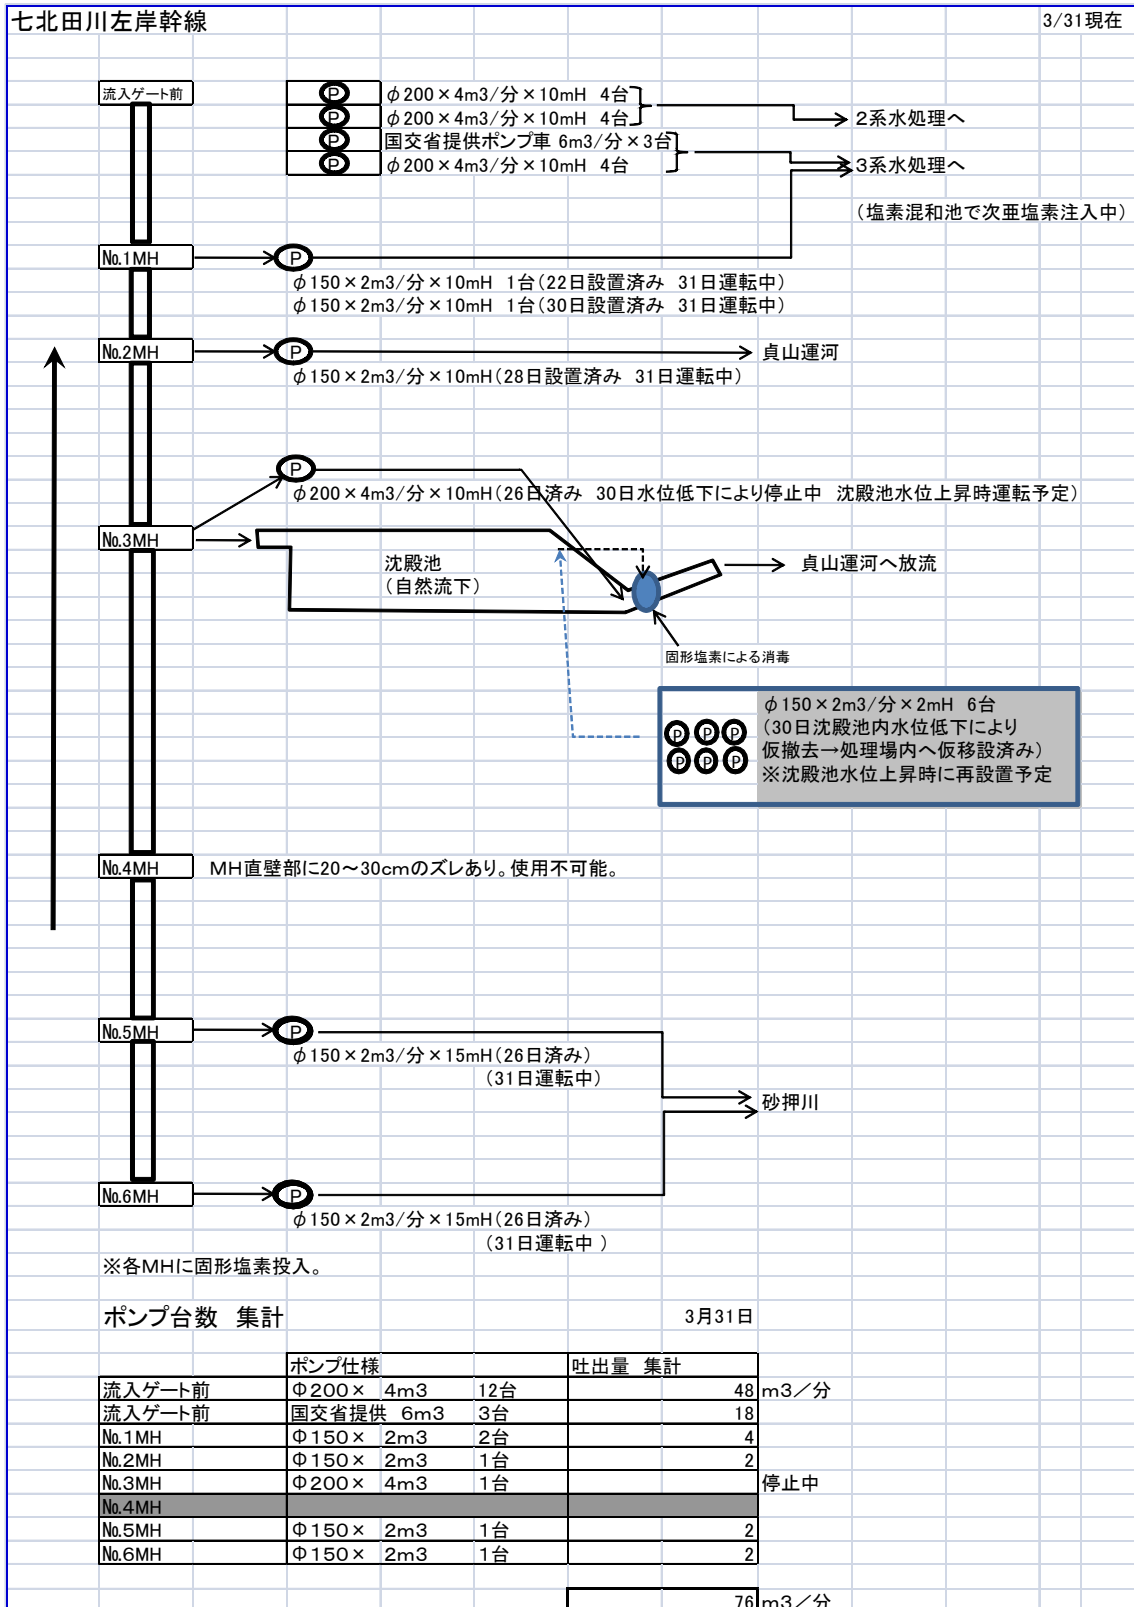 七北田川左岸幹線
3/31現在
流入ゲート前
P
φ200×4m3/分×10mH 4台
P
φ200×4m3/分×10mH 4台
2系水処理へ
P
国交省提供ポンプ車 6m3/分×3台
P
φ200×4m3/分×10mH 4台
3系水処理へ
(塩素混和池で次亜塩素注入中)
No.1MH
P
φ150×2m3/分×10mH 1台(22日設置済み 31日運転中)
φ150×2m3/分×10mH 1台(30日設置済み 31日運転中)
No.2MH
P
貞山運河
φ150×2m3/分×10mH(28日設置済み 31日運転中)
P
φ200×4m3/分×10mH(26日済み 30日水位低下により停止中 沈殿池水位上昇時運転予定)
No.3MH
沈殿池
(自然流下)
貞山運河へ放流
固形塩素による消毒
P P P
P P P
φ150×2m3/分×2mH 6台
(30日沈殿池内水位低下により
仮撤去→処理場内へ仮移設済み)
※沈殿池水位上昇時に再設置予定
No.4MH
MH直壁部に20~30cmのズレあり。使用不可能。
No.5MH
P
φ150×2m3/分×15mH(26日済み)
(31日運転中)
砂押川
No.6MH
P
φ150×2m3/分×15mH(26日済み)
(31日運転中 )
※各MHに固形塩素投入。
ポンプ台数 集計
3月31日
ポンプ仕様 吐出量 集計
流入ゲート前 Φ200× 4m3 12台 48 m3/分
流入ゲート前 国交省提供 6m3 3台 18
No.1MH Φ150× 2m3 2台 4
No.2MH Φ150× 2m3 1台 2
No.3MH Φ200× 4m3 1台 停止中
No.4MH
No.5MH Φ150× 2m3 1台 2
No.6MH Φ150× 2m3 1台 2
76 m3/分